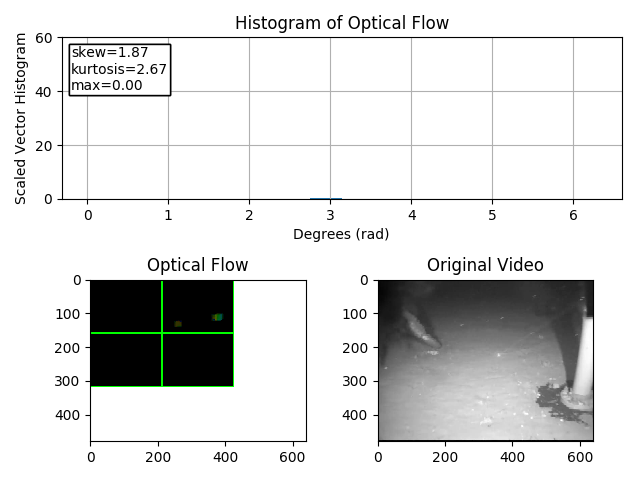 Histogram of Optical Flow
Scaled Vector Histogram
60
40
20
0
skew=1.87
kurtosis=2.67
max=0.00
0 1 2 3 4 5 6
Degrees (rad)
Optical Flow
0
100
200
300
400
0 200 400 600
Original Video
0
100
200
300
400
0 200 400 600